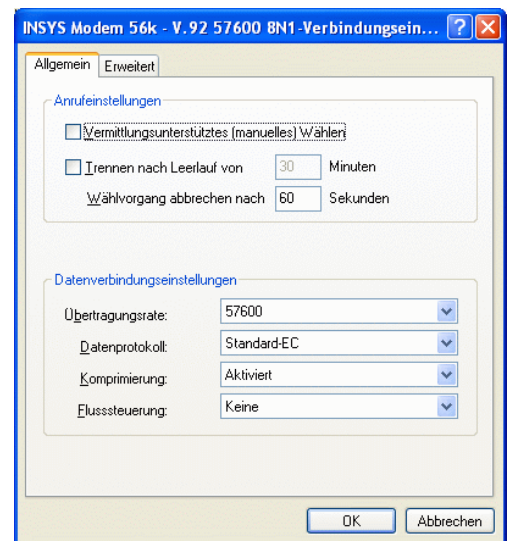 INSYS Modem 56k - V.92 57600 8N1-Verbindungsein... ?
Allgemein Erweitert
Anrufeinstellungen
Vermittlungsunterstütztes (manuelles) Wählen
Trennen nach Leerlauf von 30 Minuten
Wählvorgang abbrechen nach 60 Sekunden
Datenverbindungseinstellungen
Übertragungsrate: 57600
Datenprotokoll: Standard-EC
Komprimierung: Aktiviert
Flusssteuerung: Keine
OK Abbrechen